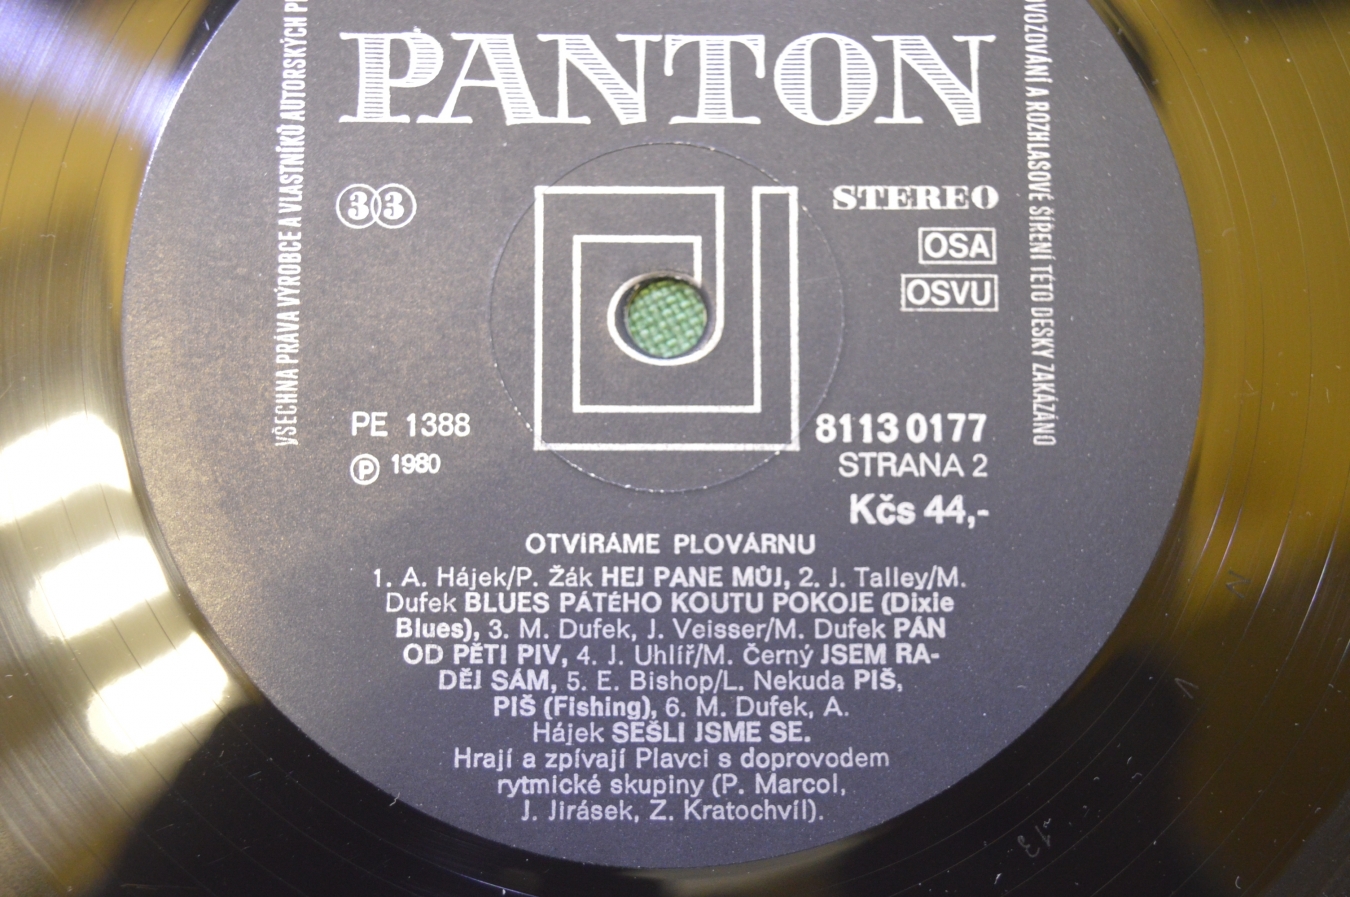 PANTON
33
STEREO
OSA
OSVU
VŠECHNA PRÁVA VÝROBCE A VLASTNÍKŮ AUTORSKÝCH
A ROZHLASOVÉ ŠÍŘENÍ TÉTO DESKY ZAKÁZÁNO
PE 1388
℗ 1980
81130177
STRANA 2
Kčs 44,-
OTVÍRÁME PLOVÁRNU
1. A. Hájek/P. Žák HEJ PANE MŮJ, 2. J. Talley/M.
Dufek BLUES PÁTÉHO KOUTU POKOJE (Dixie
Blues), 3. M. Dufek, J. Veisser/M. Dufek PÁN
OD PĚTI PIV, 4. J. Uhlíř/M. Černý JSEM RA-
DĚJ SÁM, 5. E. Bishop/L. Nekuda PIŠ,
PIŠ (Fishing), 6. M. Dufek, A.
Hájek SEŠLI JSME SE.
Hrají a zpívají Plavci s doprovodem
rytmické skupiny (P. Marcol,
J. Jirásek, Z. Kratochvíl).